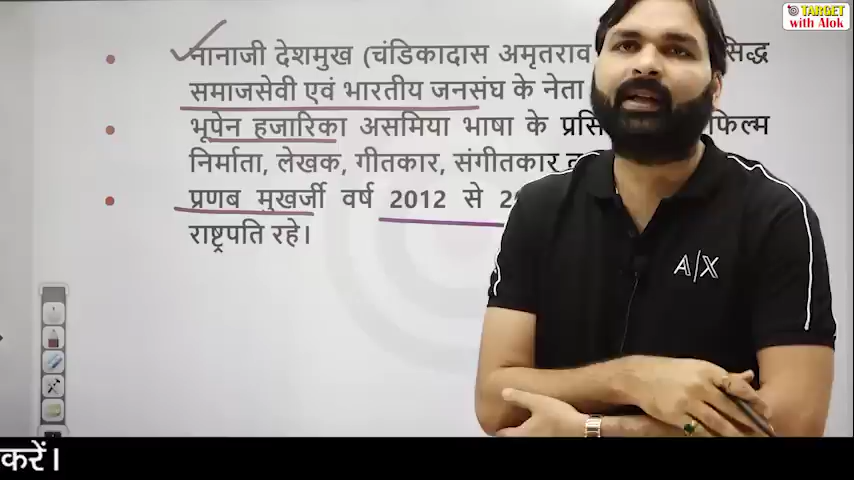 TARGET
with Alok
नानाजी देशमुख (चंडिकादास अमृतराव सिद्ध
समाजसेवी एवं भारतीय जनसंघ के नेता
भूपेन हजारिका असमिया भाषा के प्रसि फिल्म
निर्माता, लेखक, गीतकार, संगीतकार
प्रणब मुखर्जी वर्ष 2012 से
राष्ट्रपति रहे।
A|X
करें।